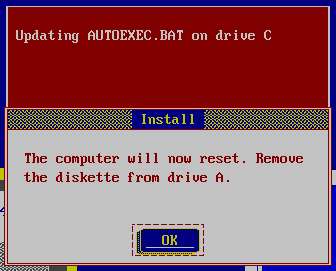 Updating AUTOEXEC.BAT on drive C
Install
The computer will now reset. Remove
the diskette from drive A.
OK